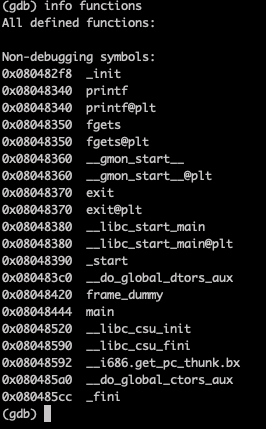 (gdb) info functions
All defined functions:

Non-debugging symbols:
0x080482f8  _init
0x08048340  printf
0x08048340  printf@plt
0x08048350  fgets
0x08048350  fgets@plt
0x08048360  __gmon_start__
0x08048360  __gmon_start__@plt
0x08048370  exit
0x08048370  exit@plt
0x08048380  __libc_start_main
0x08048380  __libc_start_main@plt
0x08048390  _start
0x080483c0  __do_global_dtors_aux
0x08048420  frame_dummy
0x08048444  main
0x08048520  __libc_csu_init
0x08048590  __libc_csu_fini
0x08048592  __i686.get_pc_thunk.bx
0x080485a0  __do_global_ctors_aux
0x080485cc  _fini
(gdb)